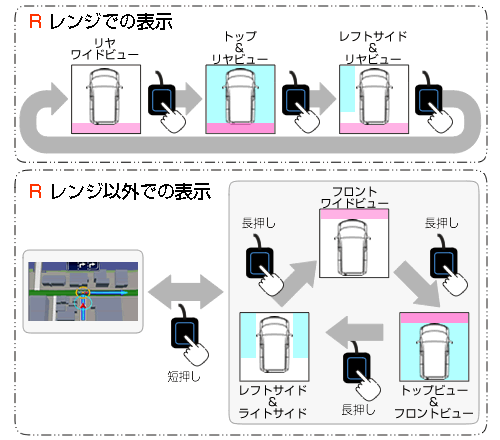 R レンジでの表示
リヤ
ワイドビュー
トップ
&
リヤビュー
レフトサイド
&
リヤビュー
R レンジ以外での表示
フロント
ワイドビュー
長押し
長押し
短押し
レフトサイド
&
ライトサイド
長押し
トップビュー
&
フロントビュー